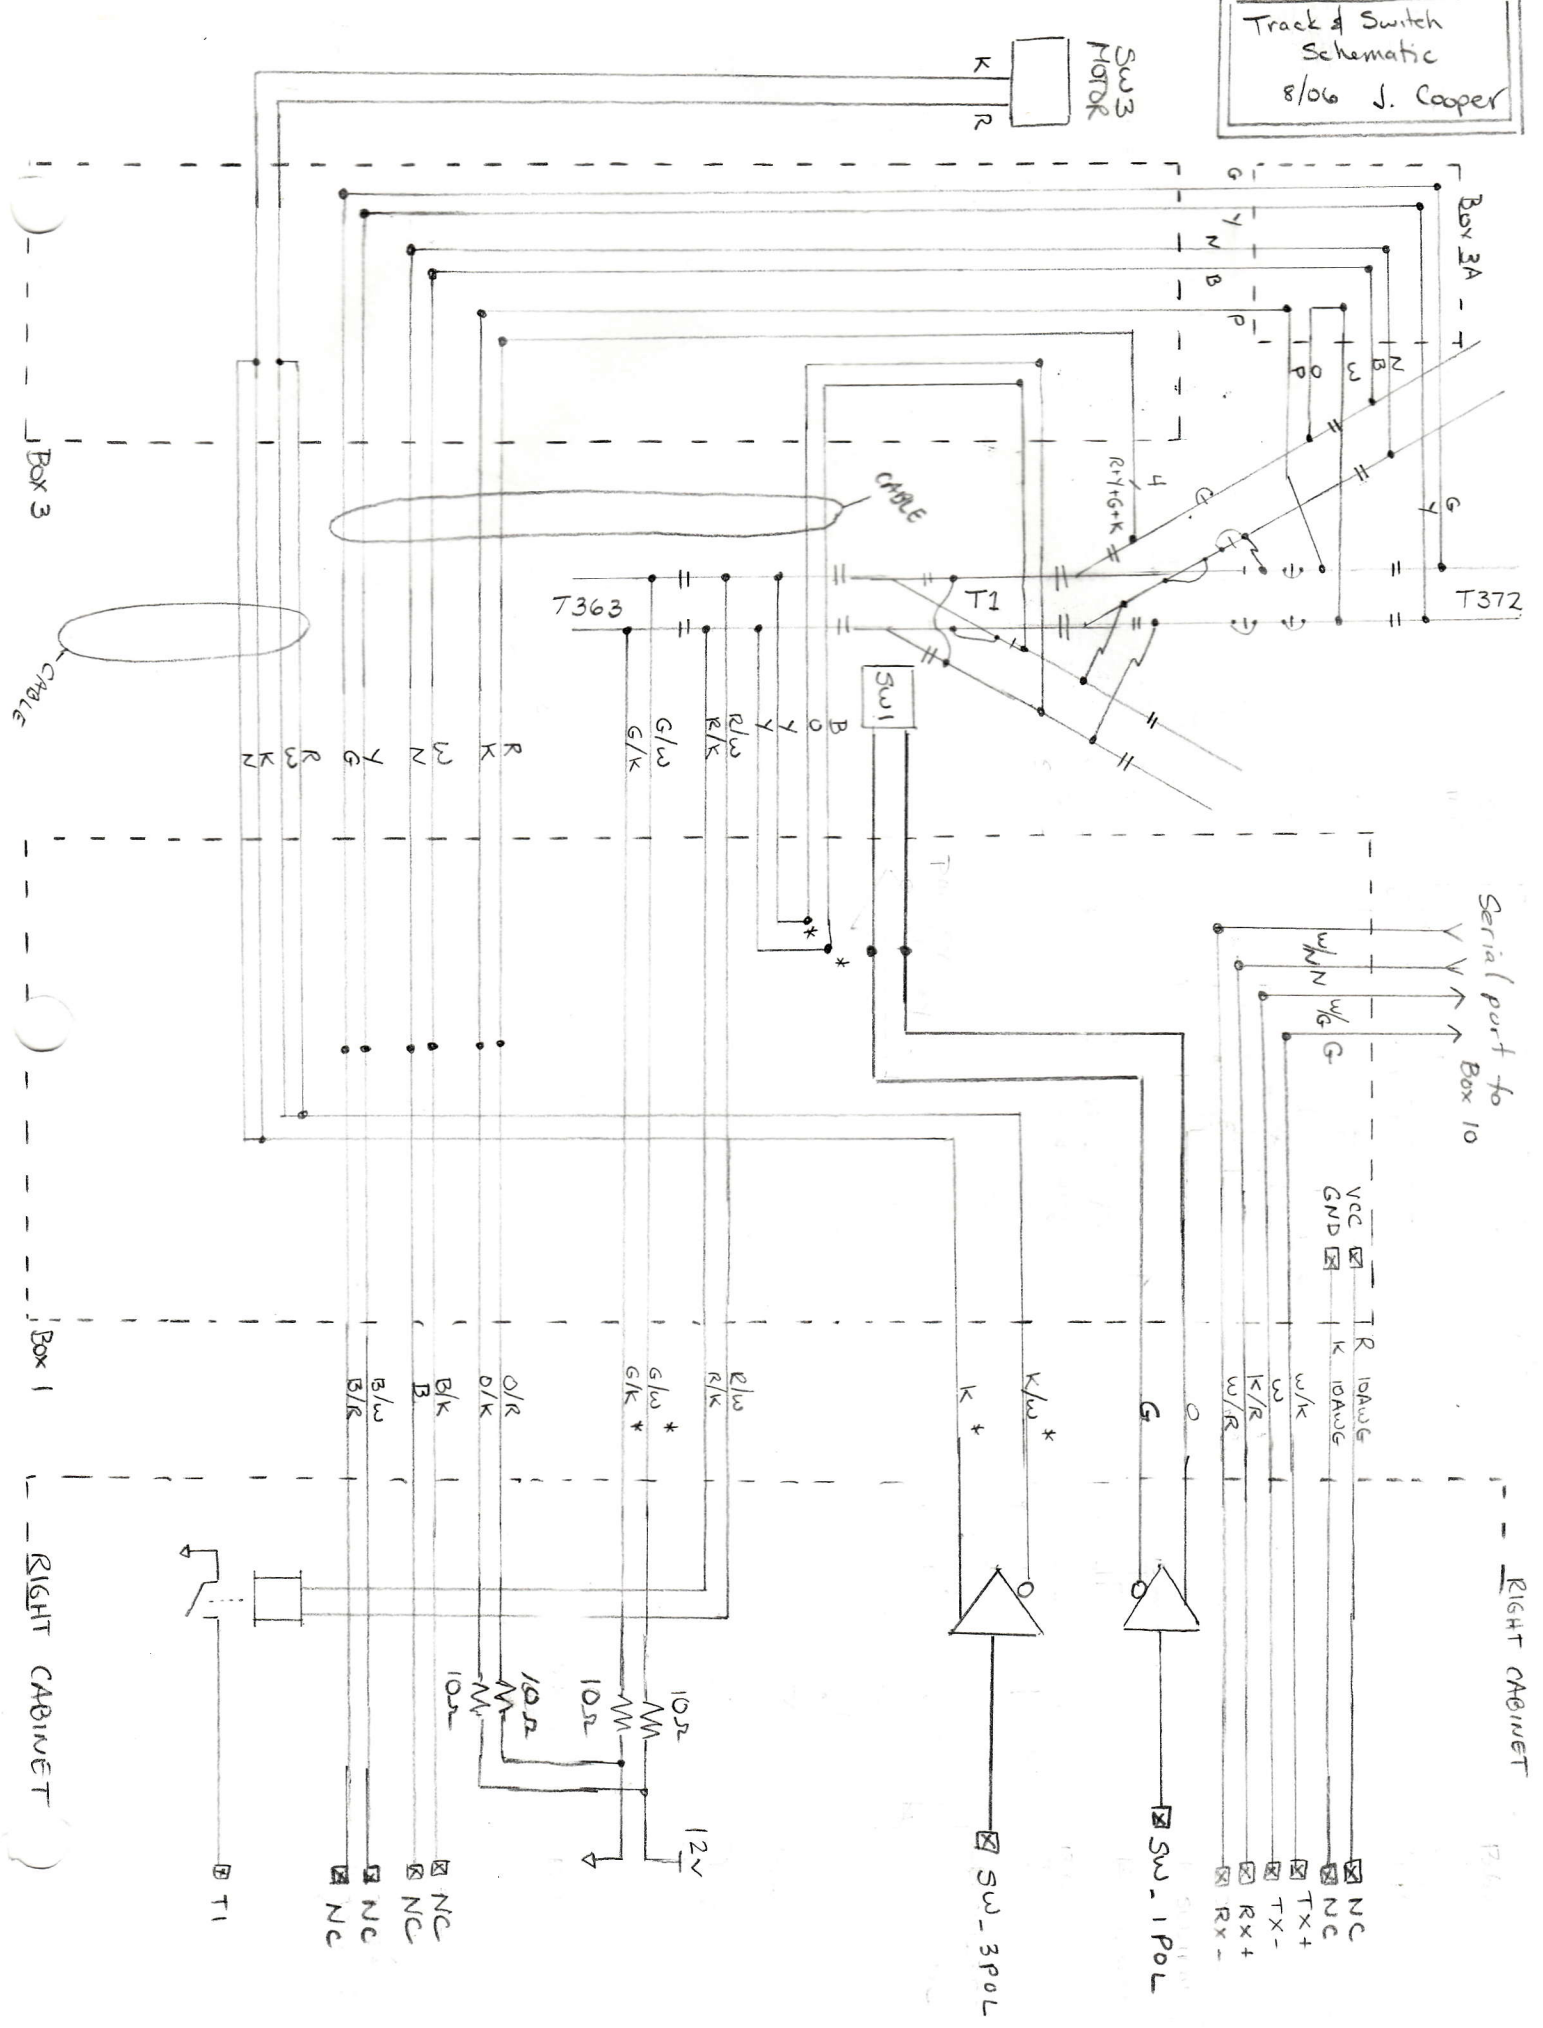 Track & Switch
Schematic
8/06 J. Cooper
SW3
MOTOR
K
R
Box 3A
G
Y
N
B
P
P
O
W
B
N
G
Y
4
R+Y+G+K
CABLE
Box 3
T363
T1
T372
CABLE
SW1
N
K
W
R
G
Y
N
W
K
R
G/K
G/W
R/K
R/W
Y
Y
O
B
*
*
Serial port to
Box 10
W/N
N
W/G
G
VCC
GND
Box 1
B/R
B/W
B
B/K
O/K
O/R
G/K *
G/W *
R/K
R/W
K *
K/W *
G
O
W/R
K/R
W
W/K
K 10AWG
R 10AWG
RIGHT CABINET
RIGHT CABINET
10Ω
10Ω
10Ω
10Ω
12V
T1
NC
NC
NC
NC
SW_3POL
SW_1POL
RX-
RX+
TX-
TX+
NC
NC